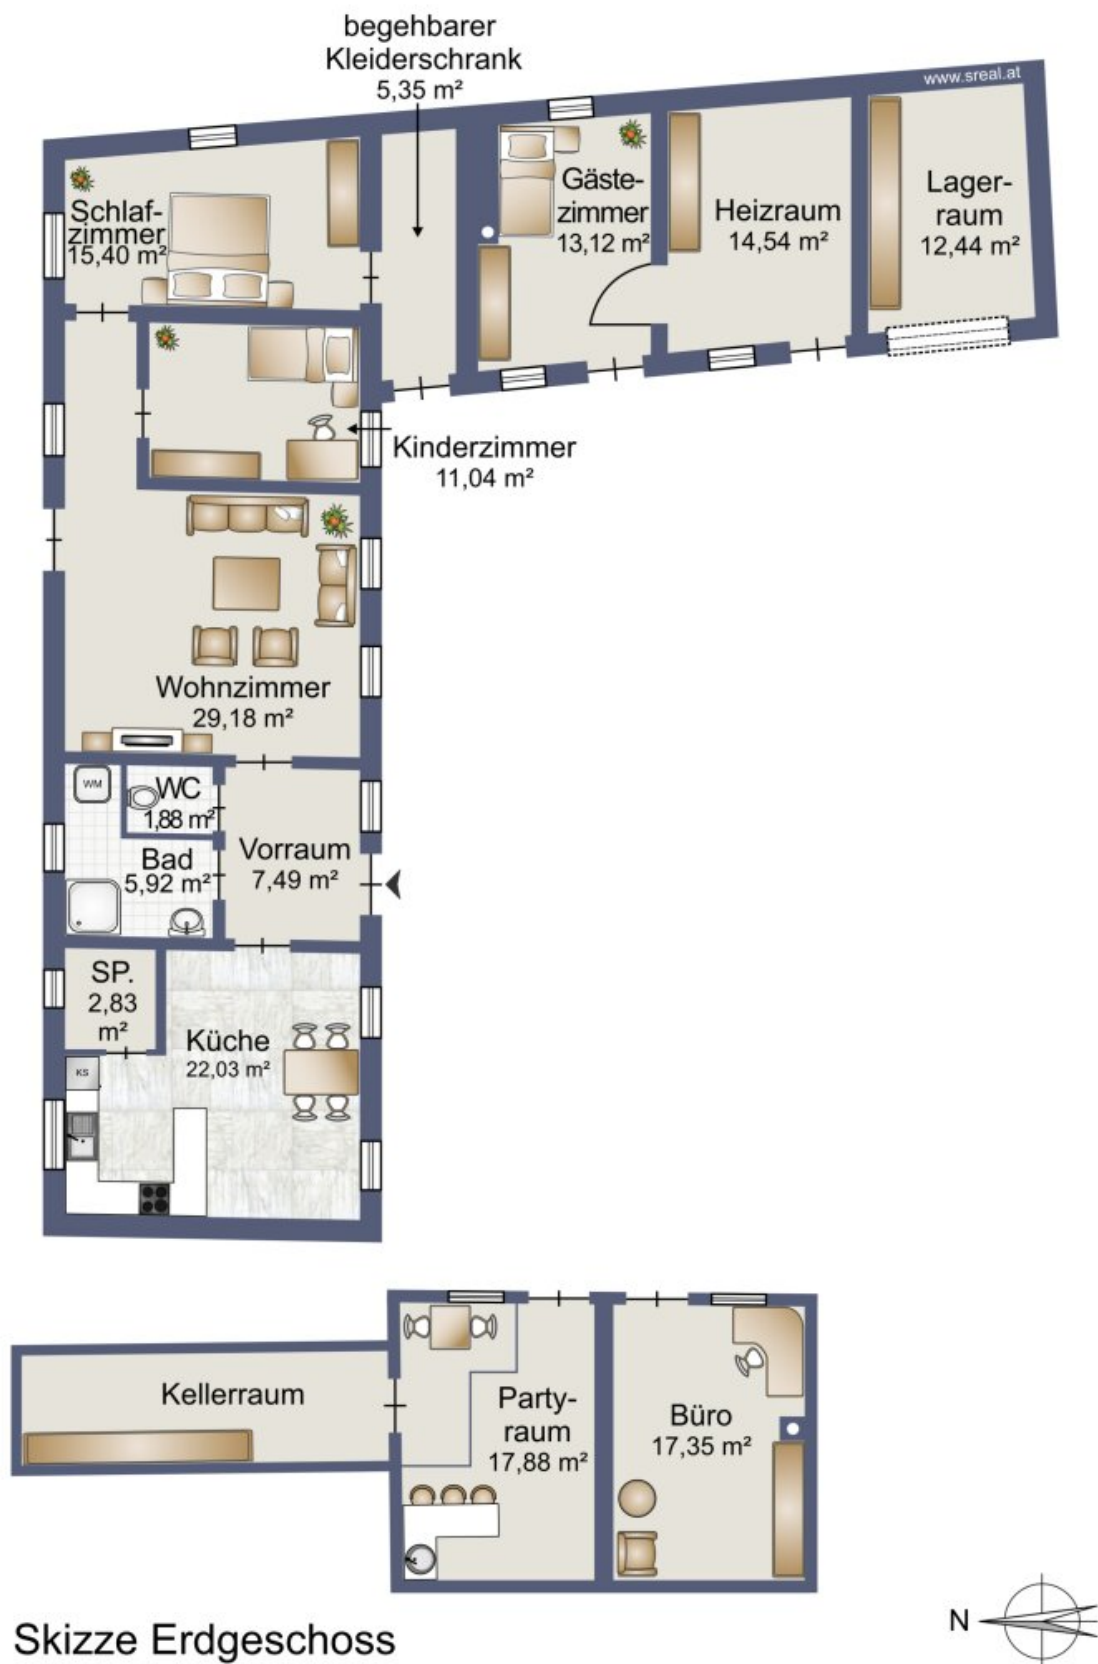 begehbarer
Kleiderschrank
5,35 m²
www.sreal.at
Schlaf-
zimmer
15,40 m²
Gäste-
zimmer
13,12 m²
Heizraum
14,54 m²
Lager-
raum
12,44 m²
Kinderzimmer
11,04 m²
Wohnzimmer
29,18 m²
WM
WC
1,88 m²
Bad
5,92 m²
Vorraum
7,49 m²
SP.
2,83
m²
Küche
22,03 m²
KS
Kellerraum
Party-
raum
17,88 m²
Büro
17,35 m²
Skizze Erdgeschoss
N